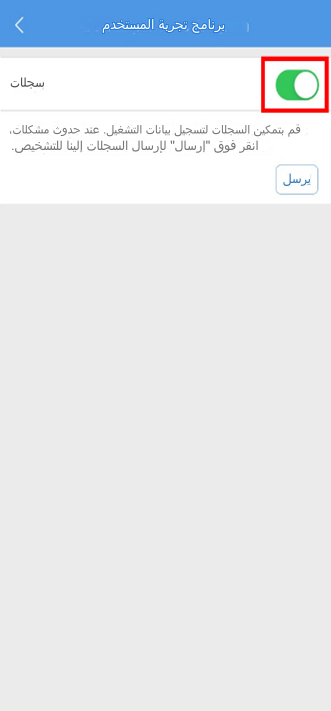 برنامج تجربة المستخدم
سجلات
قم بتمكين السجلات لتسجيل بيانات التشغيل. عند حدوث مشكلات،
انقر فوق "إرسال" لإرسال السجلات إلينا للتشخيص.
يرسل